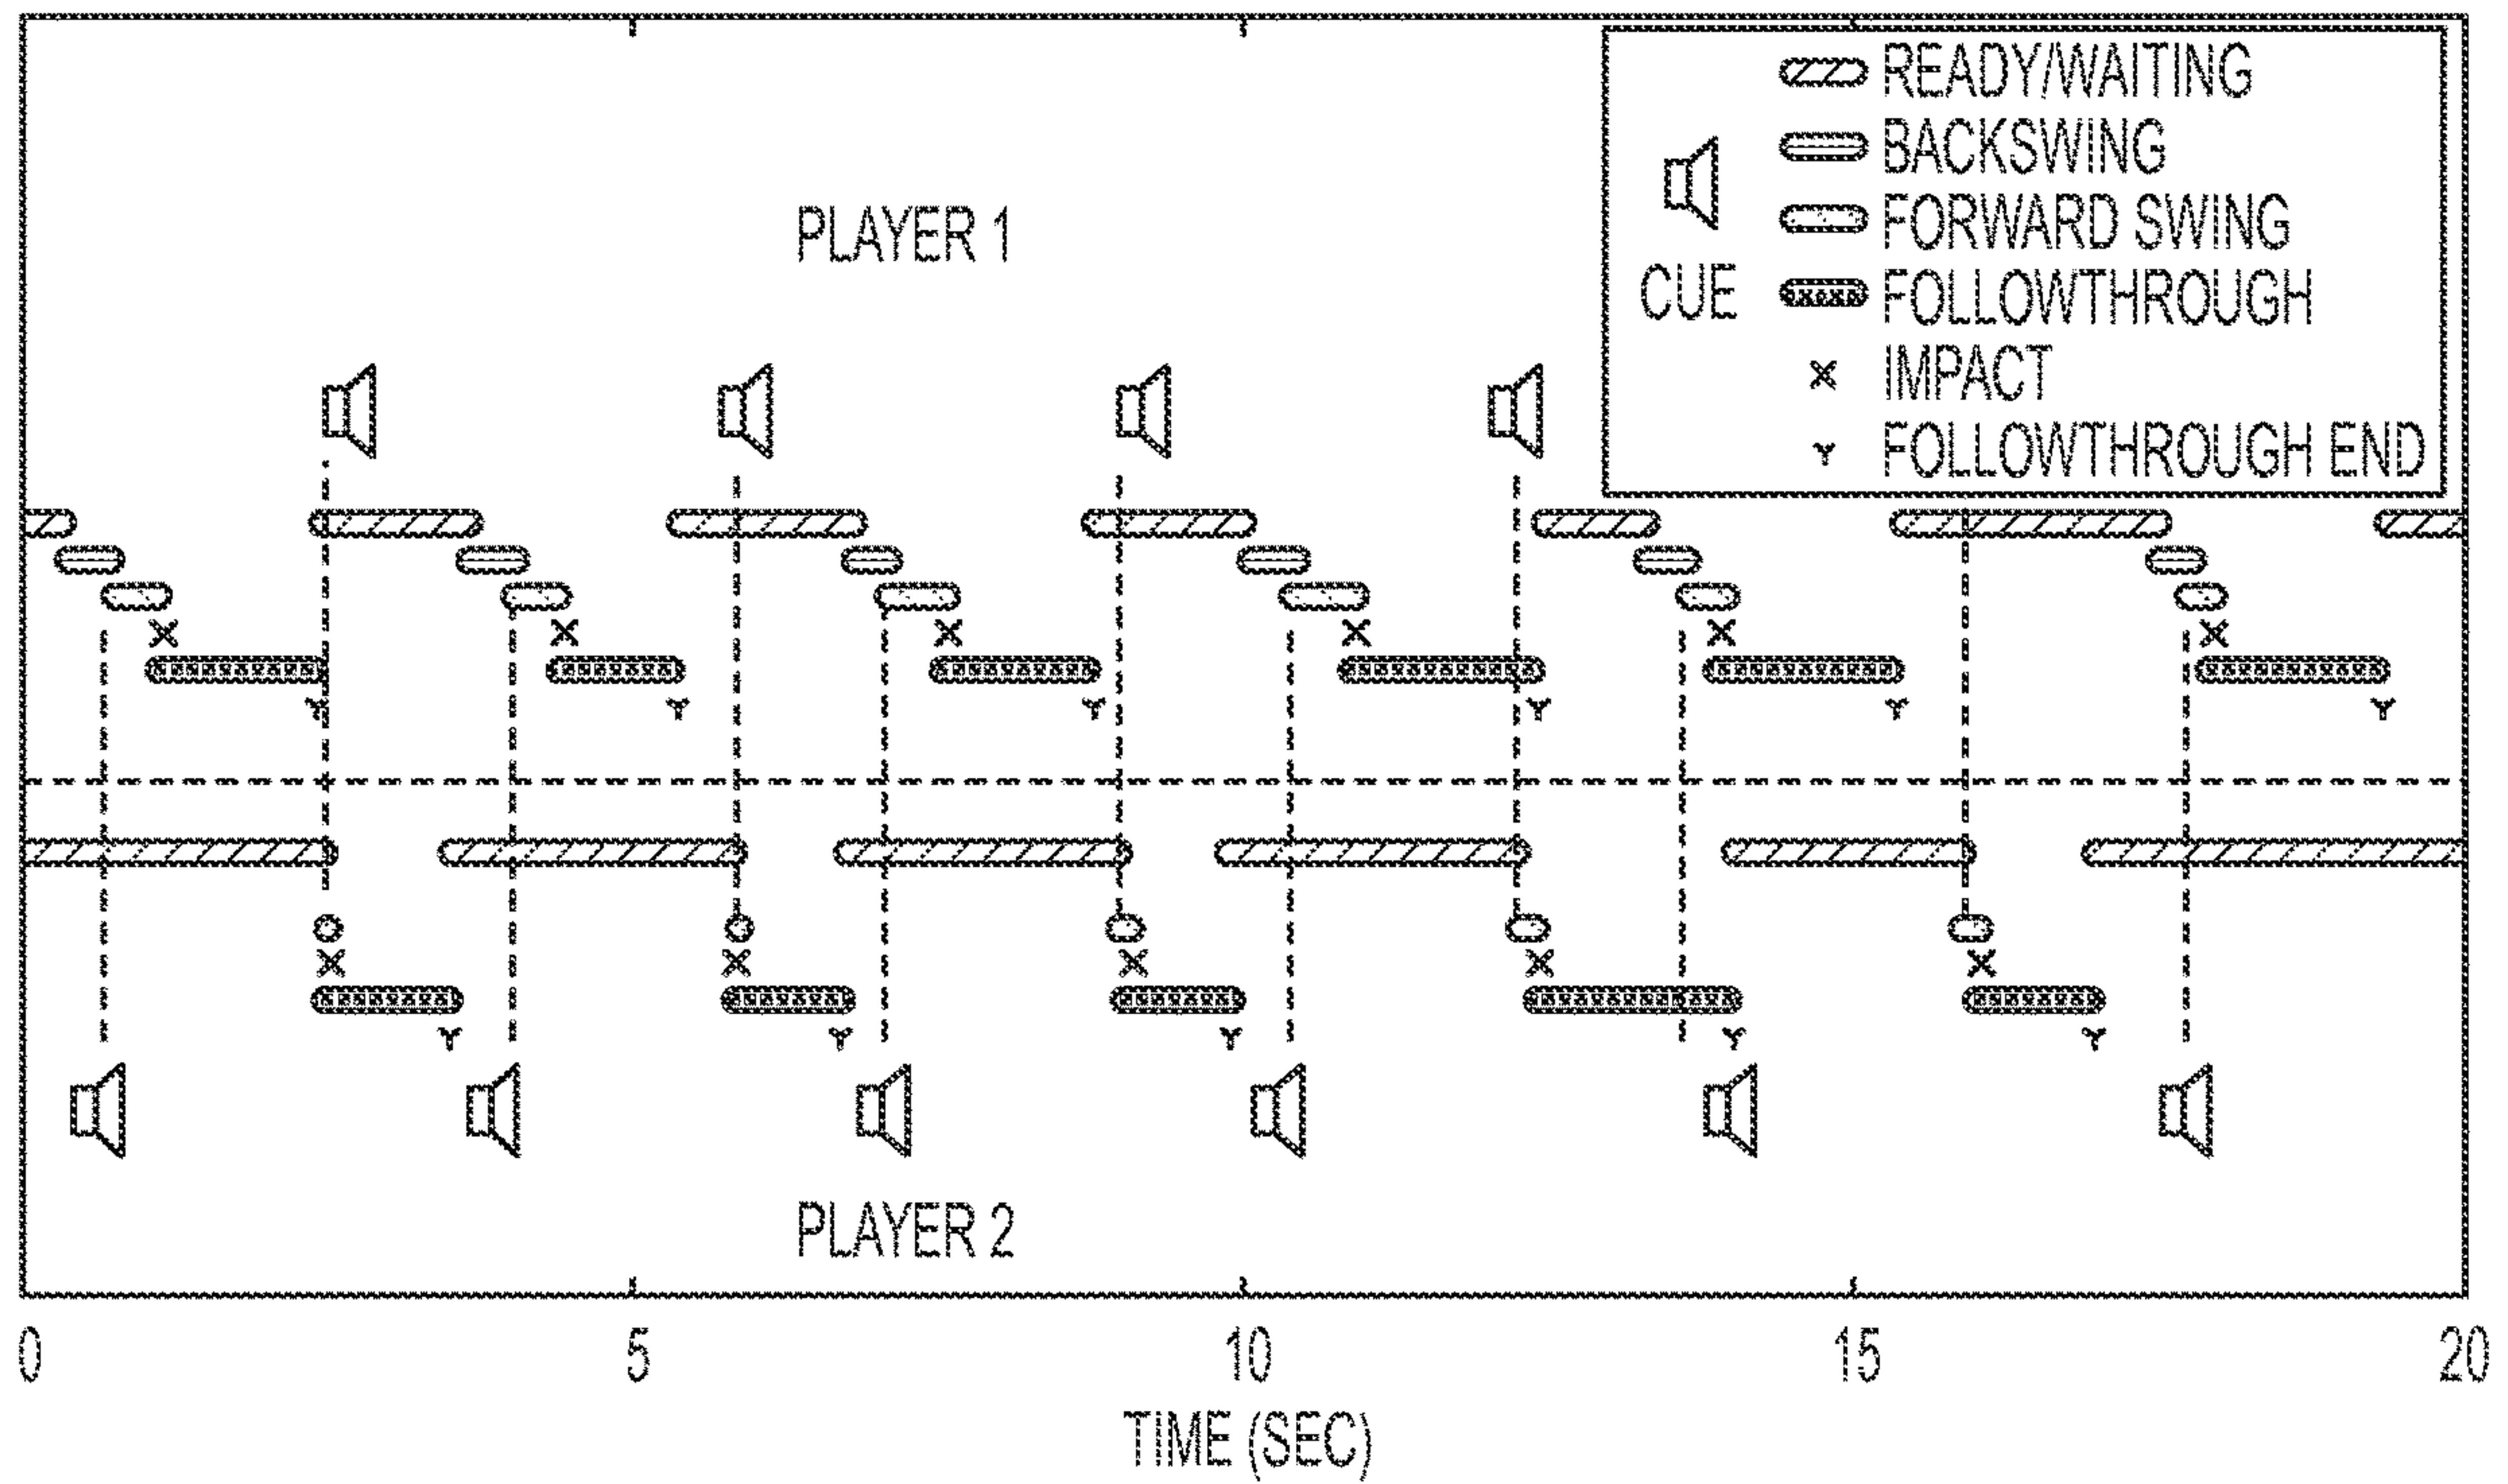 READY/WAITING
BACKSWING
FORWARD SWING
FOLLOWTHROUGH
IMPACT
FOLLOWTHROUGH END
CUE
PLAYER 1
PLAYER 2
0 5 10 15 20
TIME (SEC)